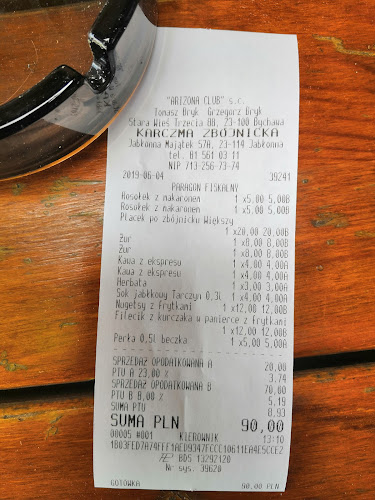 "ARIZONA CLUB" s.c.
Tomasz Bryk Grzegorz Bryk
Stara Wieś Trzecia 8B, 23-100 Bychawa
KARCZMA ZBÓJNICKA
Jabłonna Majątek 57A, 23-114 Jabłonna
tel. 81 561 03 11
NIP 713-256-73-74
2019-06-04 39241
PARAGON FISKALNY
Rosołek z makaronem 1 x5,00 5,00B
Rosołek z makaronem 1 x5,00 5,00B
Placek po zbójnicku Większy
1 x20,00 20,00B
Żur 1 x8,00 8,00B
Żur 1 x8,00 8,00B
Kawa z ekspresu 1 x4,00 4,00A
Kawa z ekspresu 1 x4,00 4,00A
Herbata 1 x3,00 3,00A
Sok jabłkowy Tarczyn 0,3L 1 x4,00 4,00A
Nugetsy z frytkami 1 x12,00 12,00B
Filecik z kurczaka w panierce z frytkami
1 x12,00 12,00B
Perła 0,5l beczka 1 x5,00 5,00A
SPRZEDAŻ OPODATKOWANA A 20,00
PTU A 23,00 % 3,74
SPRZEDAŻ OPODATKOWANA B 70,00
PTU B 8,00 % 5,19
SUMA PTU 8,93
SUMA PLN 90,00
00005 #001 KIEROWNIK 13:10
1B03FED7A74FFF1AED9347FCCC10611EA4E5CCEZ
BDS 13292120
Nr sys. 39620
GOTÓWKA 90,00 PLN